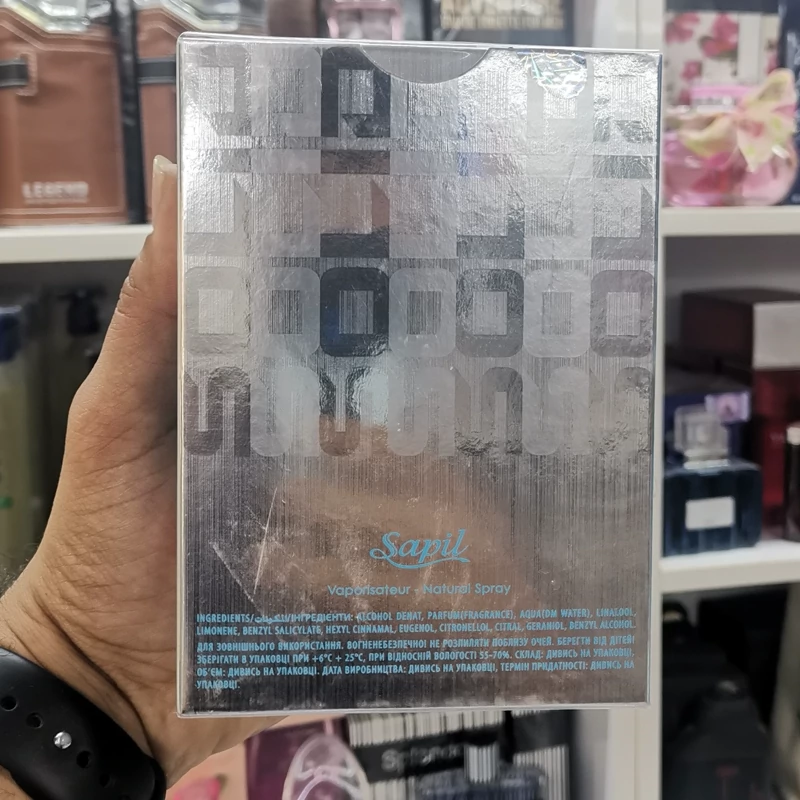 LEGEND
Sapil
Vaporisateur - Natural Spray
INGREDIENTS/المكونات/ІНГРЕДІЄНТИ: ALCOHOL DENAT, PARFUM(FRAGRANCE), AQUA(DM WATER), LINALOOL,
LIMONENE, BENZYL SALICYLATE, HEXYL CINNAMAL, EUGENOL, CITRONELLOL, CITRAL, GERANIOL, BENZYL ALCOHOL.
ДЛЯ ЗОВНІШНЬОГО ВИКОРИСТАННЯ. ВОГНЕНЕБЕЗПЕЧНО! НЕ РОЗПИЛЯТИ ПОБЛИЗУ ОЧЕЙ. БЕРЕГТИ ВІД ДІТЕЙ!
ЗБЕРІГАТИ В УПАКОВЦІ ПРИ +6°C + 25°C, ПРИ ВІДНОСНІЙ ВОЛОГОСТІ 55-70%. СКЛАД: ДИВИСЬ НА УПАКОВЦІ,
ОБ'ЄМ: ДИВИСЬ НА УПАКОВЦІ. ДАТА ВИРОБНИЦТВА: ДИВИСЬ НА УПАКОВЦІ, ТЕРМІН ПРИДАТНОСТІ: ДИВИСЬ НА
УПАКОВЦІ.